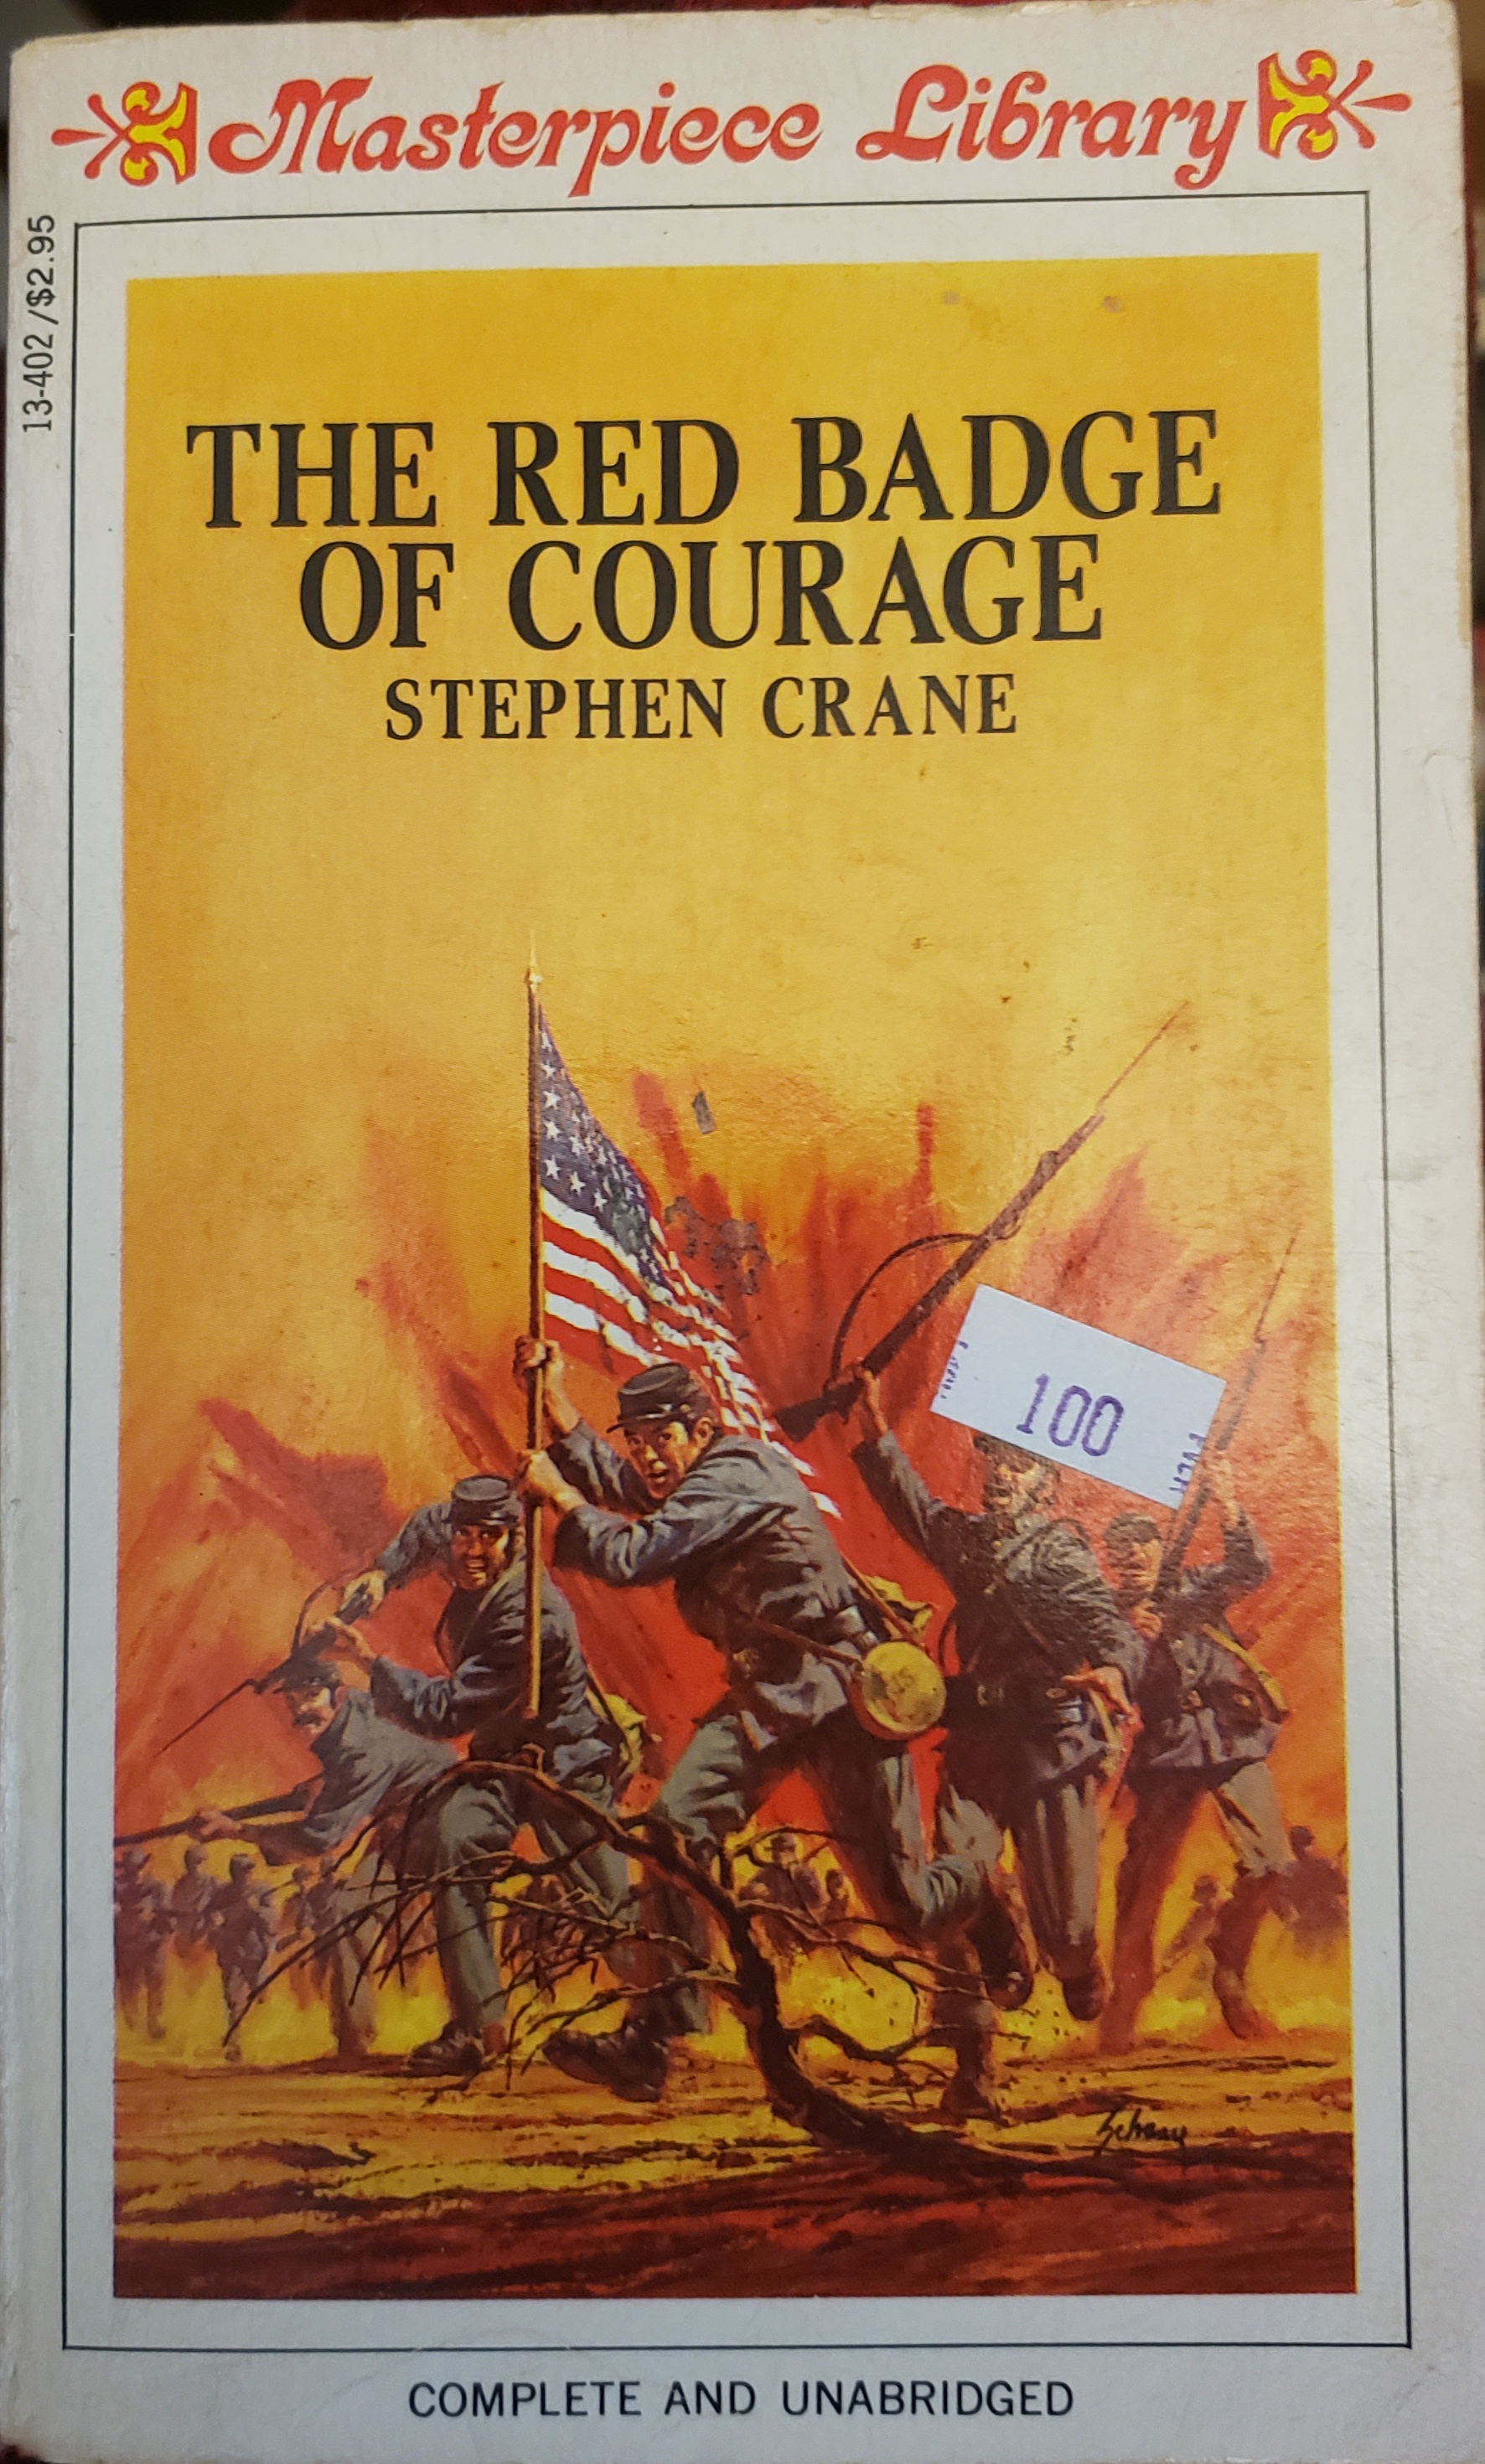 Masterpiece Library
13-402/$2.95
THE RED BADGE
OF COURAGE
STEPHEN CRANE
100
COMPLETE AND UNABRIDGED